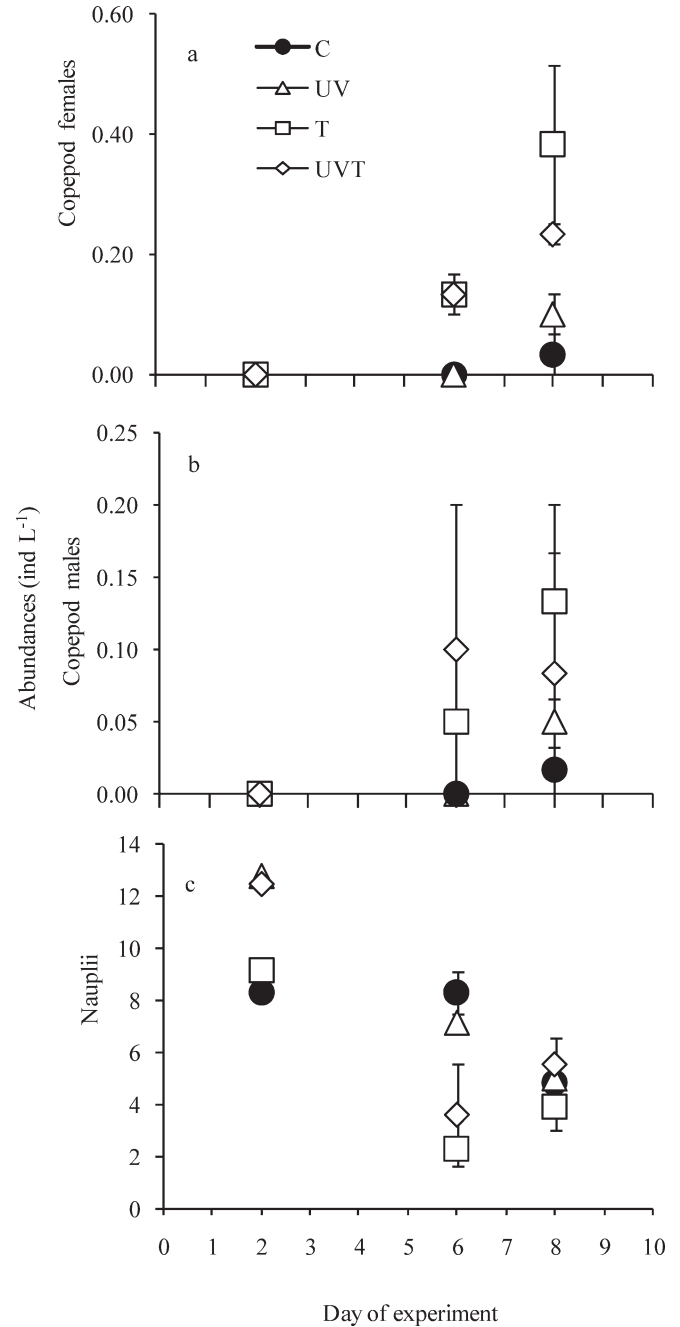 a
C
UV
T
UVT
0.60
0.40
0.20
0.00
Copepod females
b
0.25
0.20
0.15
0.10
0.05
0.00
Abundances (ind L⁻¹)
Copepod males
c
14
12
10
8
6
4
2
0
Nauplii
0 1 2 3 4 5 6 7 8 9 10
Day of experiment